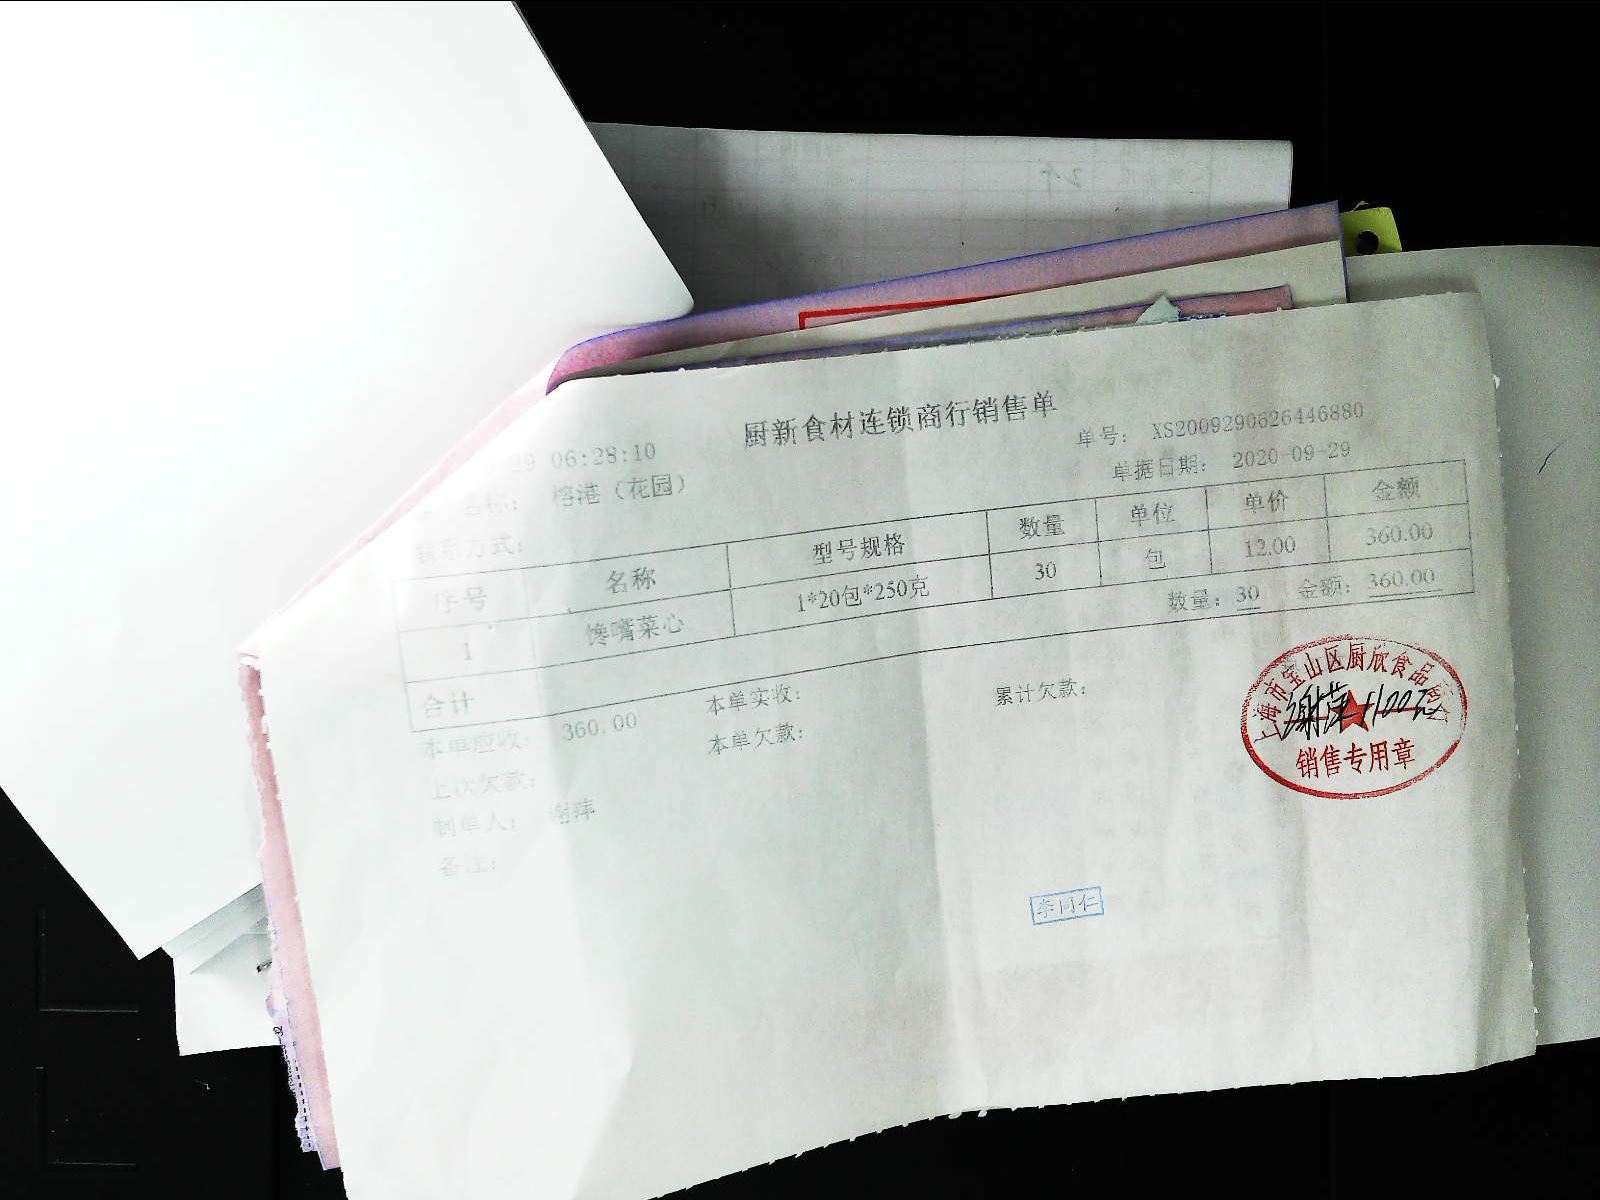 厨新食材连锁商行销售单
29 06:28:10
单号： XS2009290626446880
名称： 榕港（花园）
单据日期： 2020-09-29
联系方式：
序号 名称 型号规格 数量 单位 单价 金额
1 馋嘴菜心 1*20包*250克 30 包 12.00 360.00
合计 数量：30 金额：360.00
本单应收： 360.00 本单实收： 累计欠款：
上次欠款： 本单欠款：
制单人： 谢萍
备注：
上海市宝山区厨欣食品
谢萍
销售专用章
李同仁